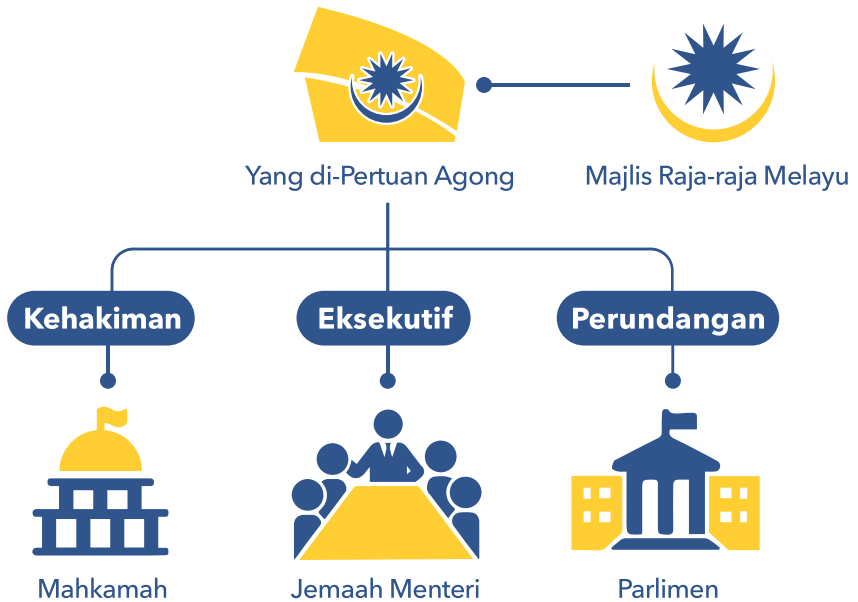 Yang di-Pertuan Agong
Majlis Raja-raja Melayu
Kehakiman
Eksekutif
Perundangan
Mahkamah
Jemaah Menteri
Parlimen